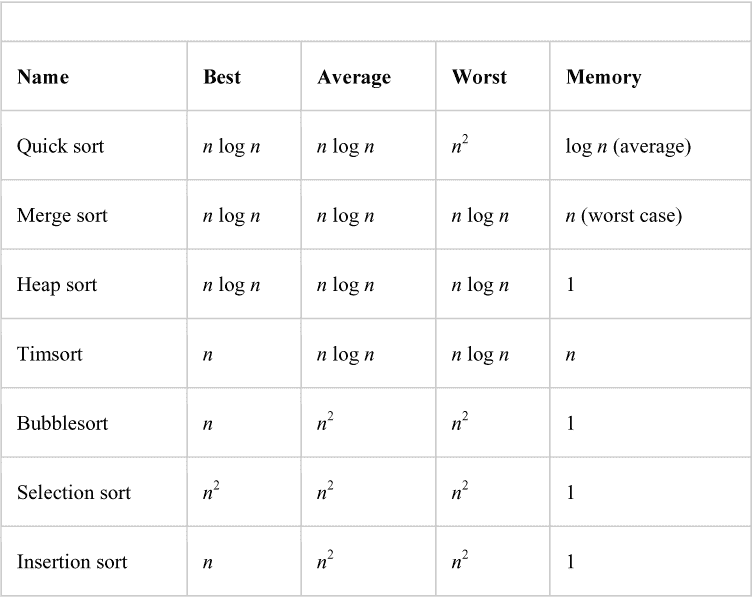 Name Best Average Worst Memory
Quick sort n log n n log n n² log n (average)
Merge sort n log n n log n n log n n (worst case)
Heap sort n log n n log n n log n 1
Timsort n n log n n log n n
Bubblesort n n² n² 1
Selection sort n² n² n² 1
Insertion sort n n² n² 1